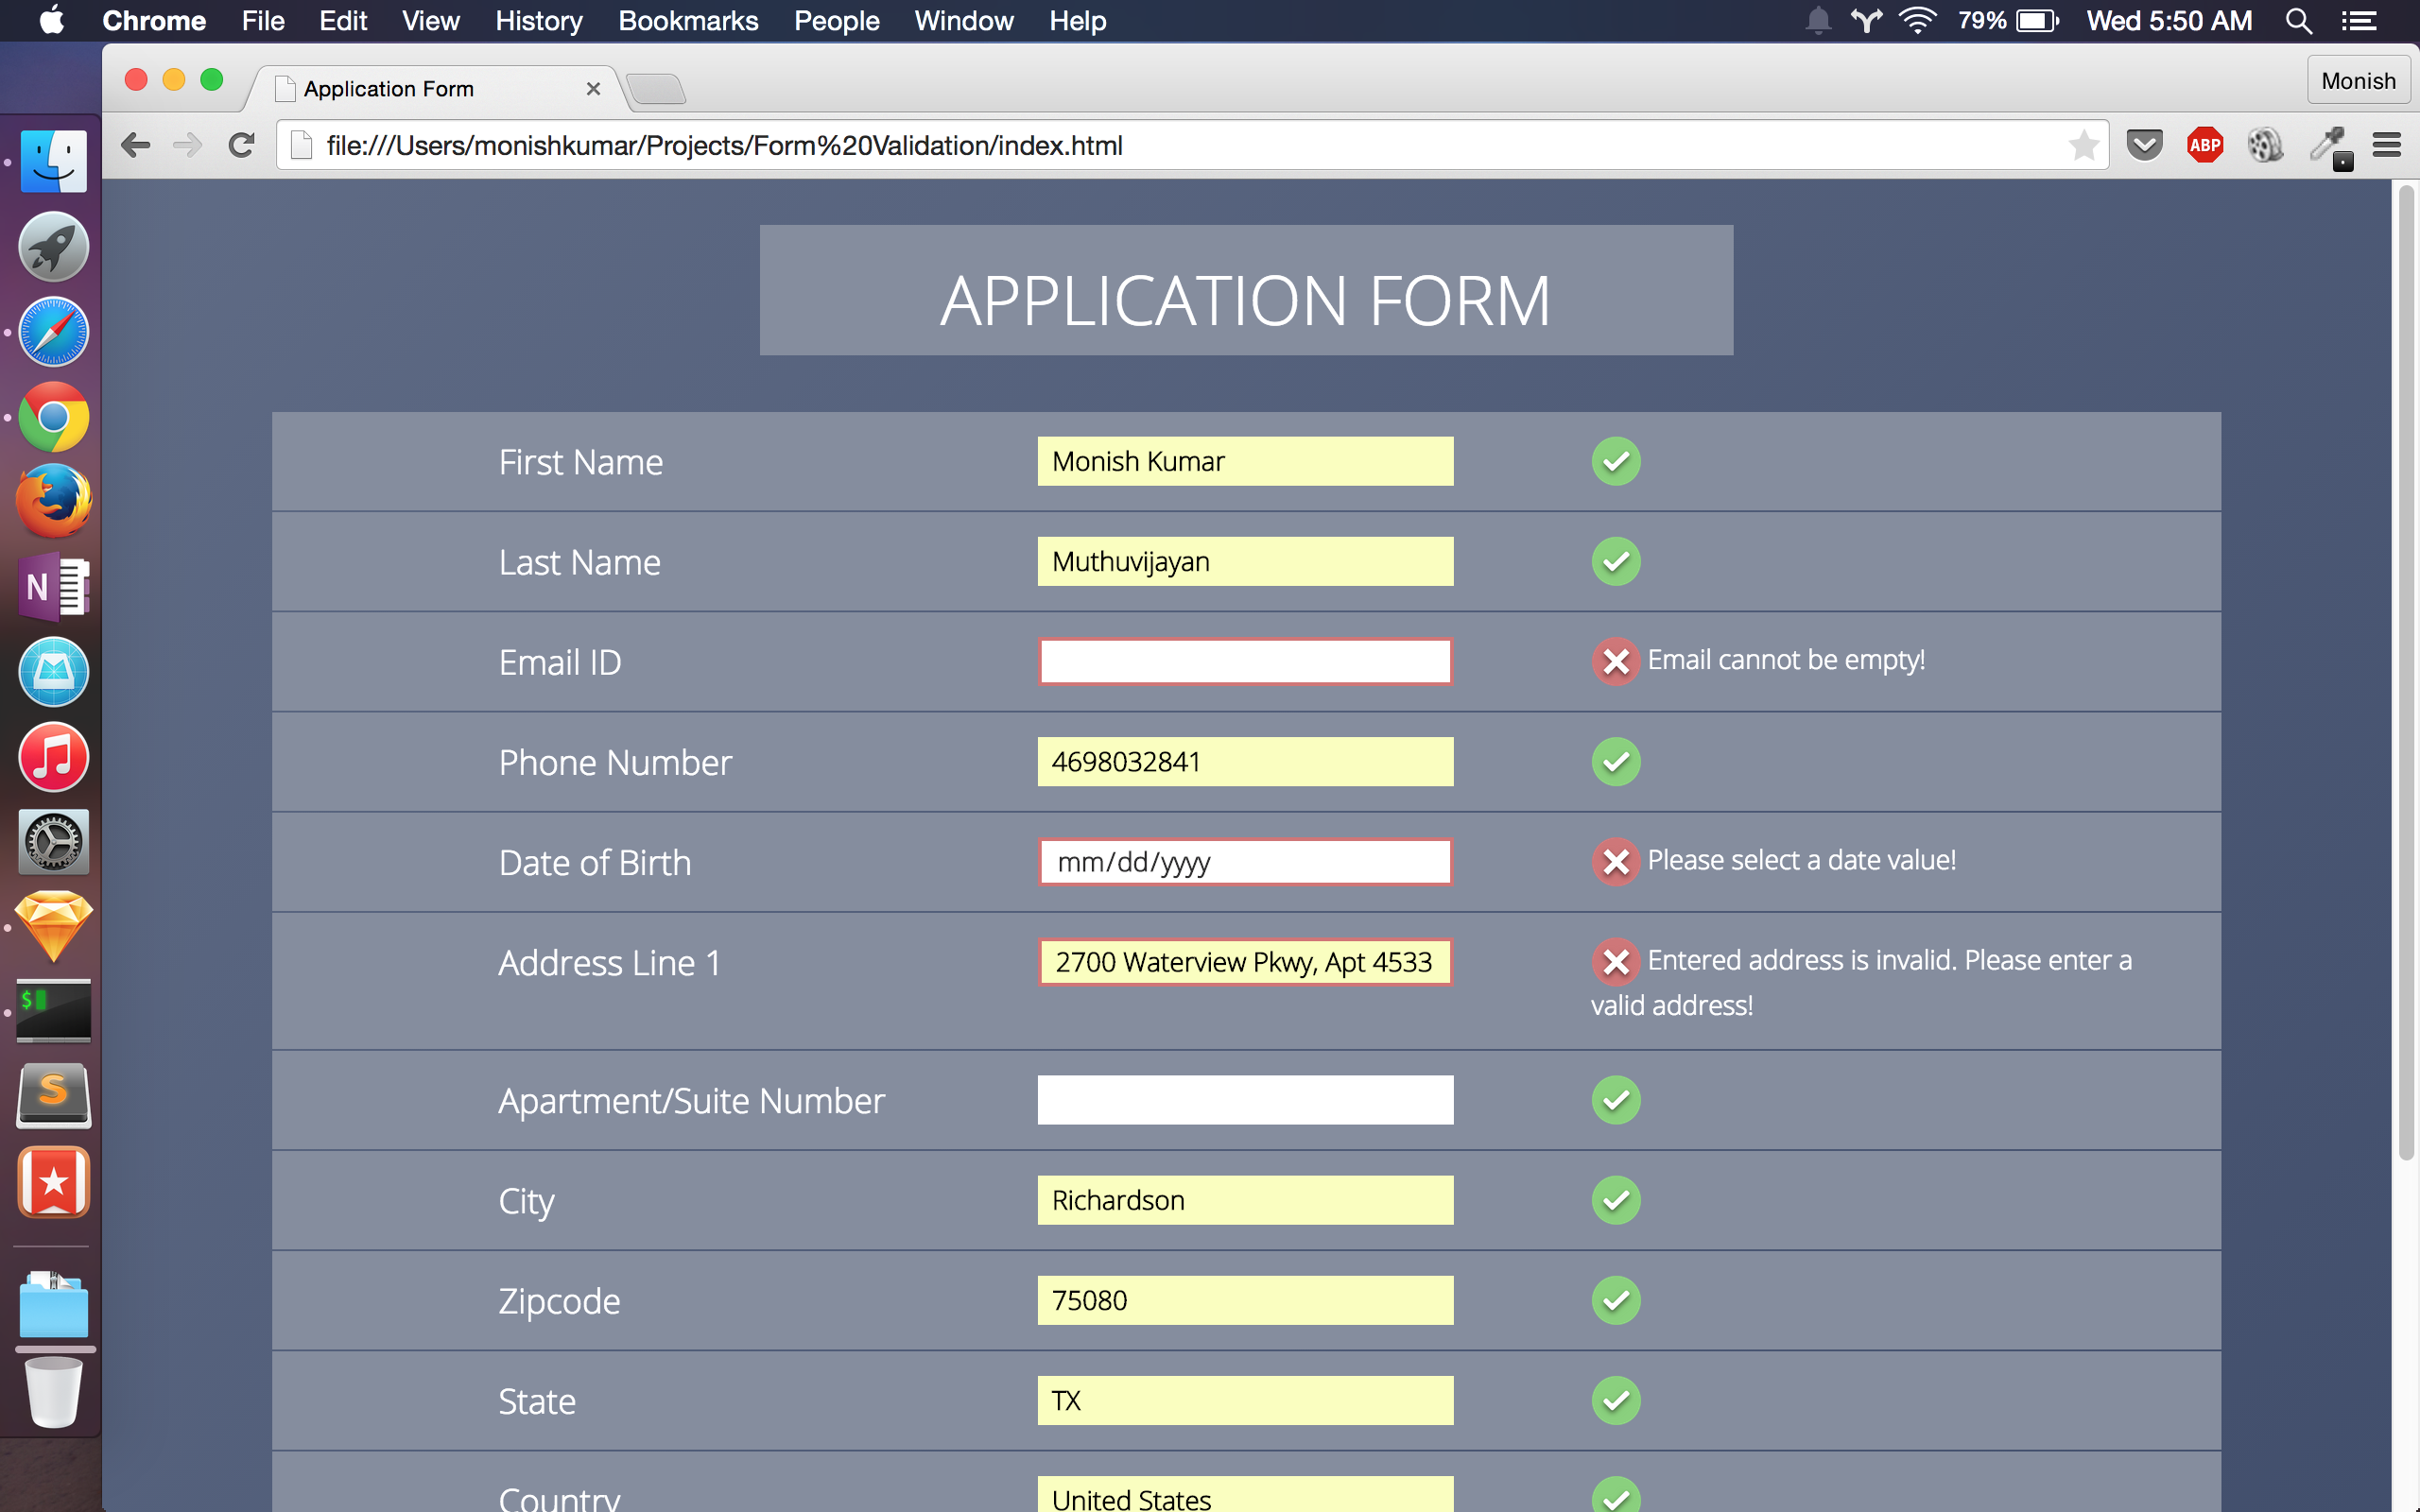 Chrome File Edit View History Bookmarks People Window Help 79% Wed 5:50 AM
Application Form
Monish
file:///Users/monishkumar/Projects/Form%20Validation/index.html
ABP
APPLICATION FORM
First Name Monish Kumar
Last Name Muthuvijayan
Email ID Email cannot be empty!
Phone Number 4698032841
Date of Birth mm/dd/yyyy Please select a date value!
Address Line 1 2700 Waterview Pkwy, Apt 4533 Entered address is invalid. Please enter a
valid address!
Apartment/Suite Number
City Richardson
Zipcode 75080
State TX
Country United States
N
$
S